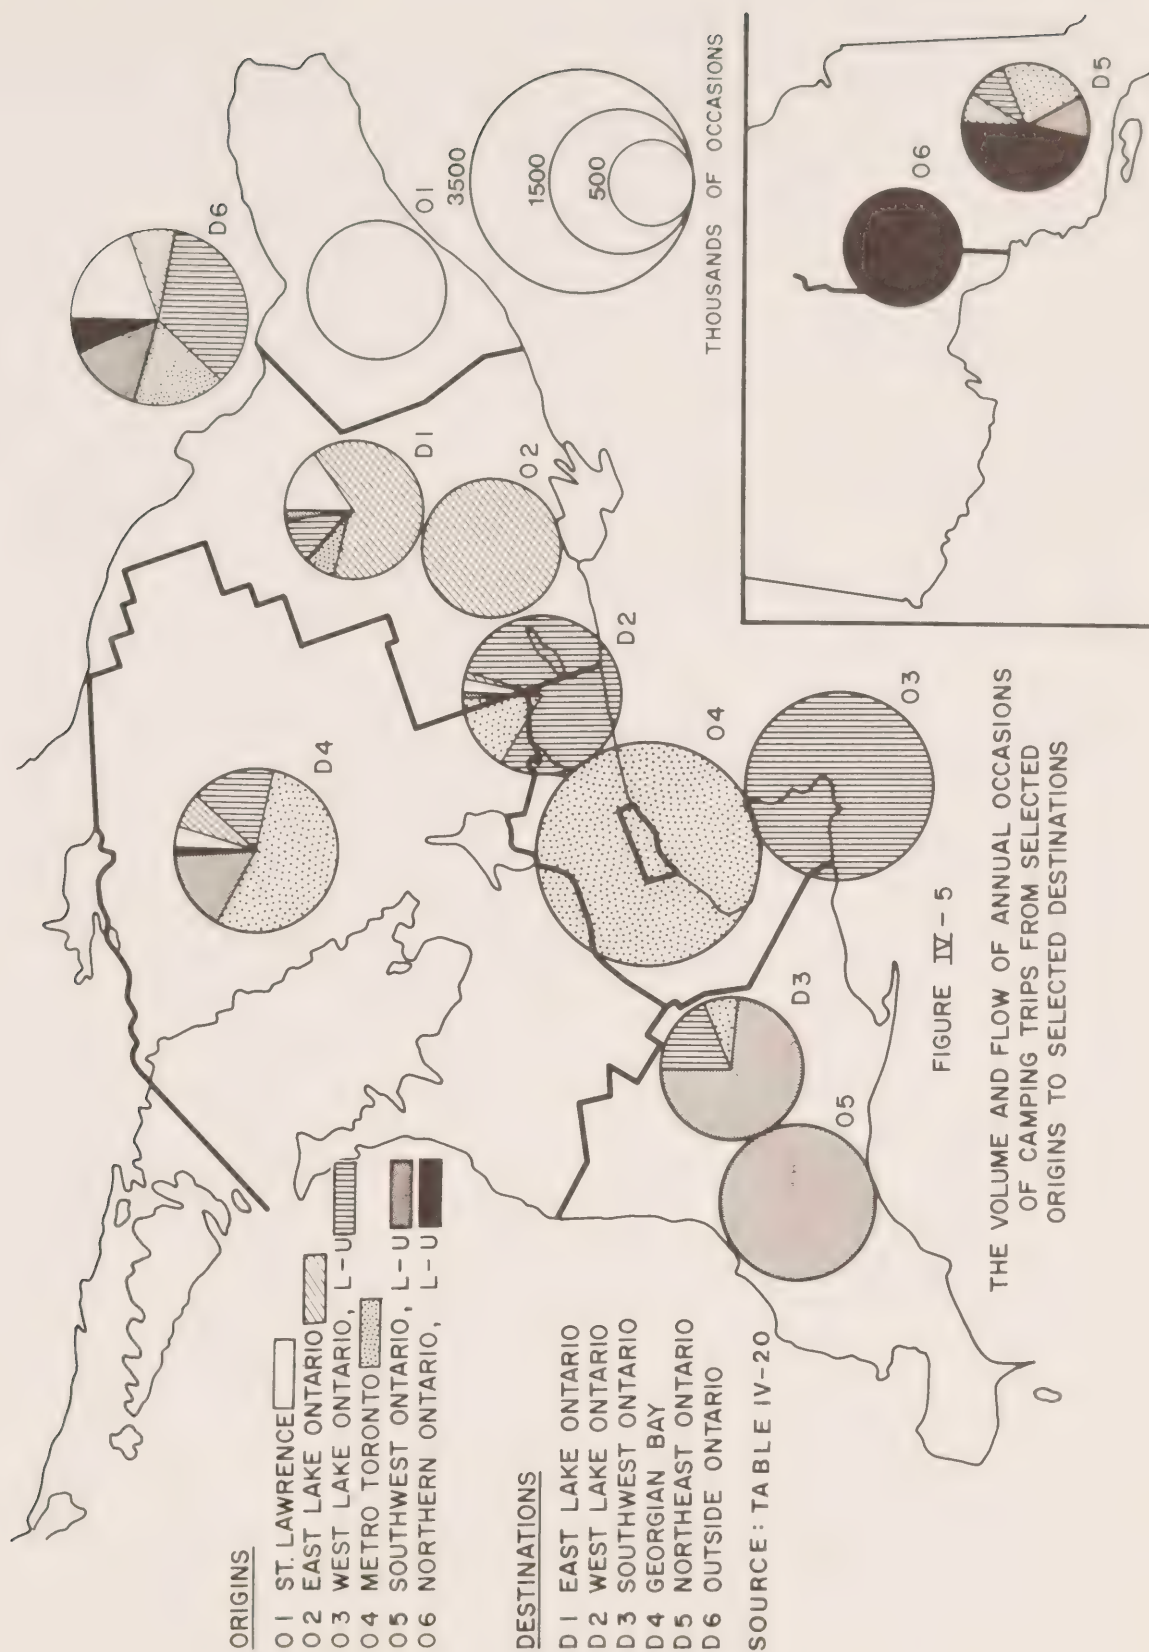 ORIGINS
O1 ST. LAWRENCE
O2 EAST LAKE ONTARIO
O3 WEST LAKE ONTARIO, L-U
O4 METRO TORONTO
O5 SOUTHWEST ONTARIO, L-U
O6 NORTHERN ONTARIO, L-U
DESTINATIONS
D1 EAST LAKE ONTARIO
D2 WEST LAKE ONTARIO
D3 SOUTHWEST ONTARIO
D4 GEORGIAN BAY
D5 NORTHEAST ONTARIO
D6 OUTSIDE ONTARIO
SOURCE: TABLE IV-20
D4
D6
D1
O1
O2
D2
O4
O3
D3
O5
3500
1500
500
THOUSANDS OF OCCASIONS
O6
D5
FIGURE IV-5
THE VOLUME AND FLOW OF ANNUAL OCCASIONS
OF CAMPING TRIPS FROM SELECTED
ORIGINS TO SELECTED DESTINATIONS